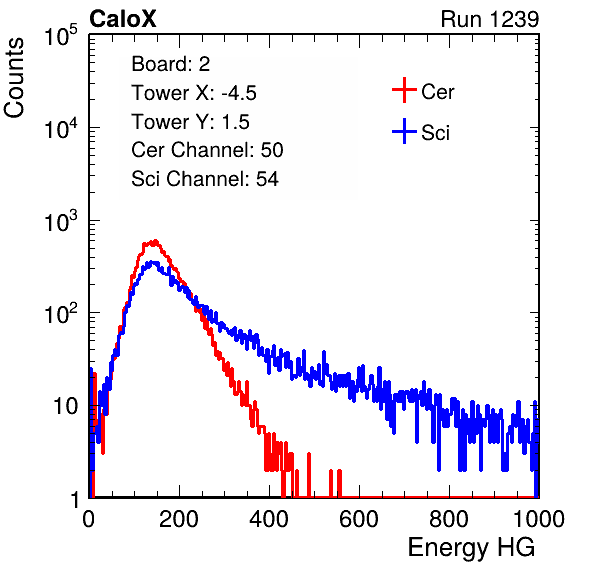 CaloX Run 1239
Counts
10^5
10^4
10^3
10^2
10
1
Board: 2
Tower X: -4.5
Tower Y: 1.5
Cer Channel: 50
Sci Channel: 54
Cer
Sci
0 200 400 600 800 1000
Energy HG